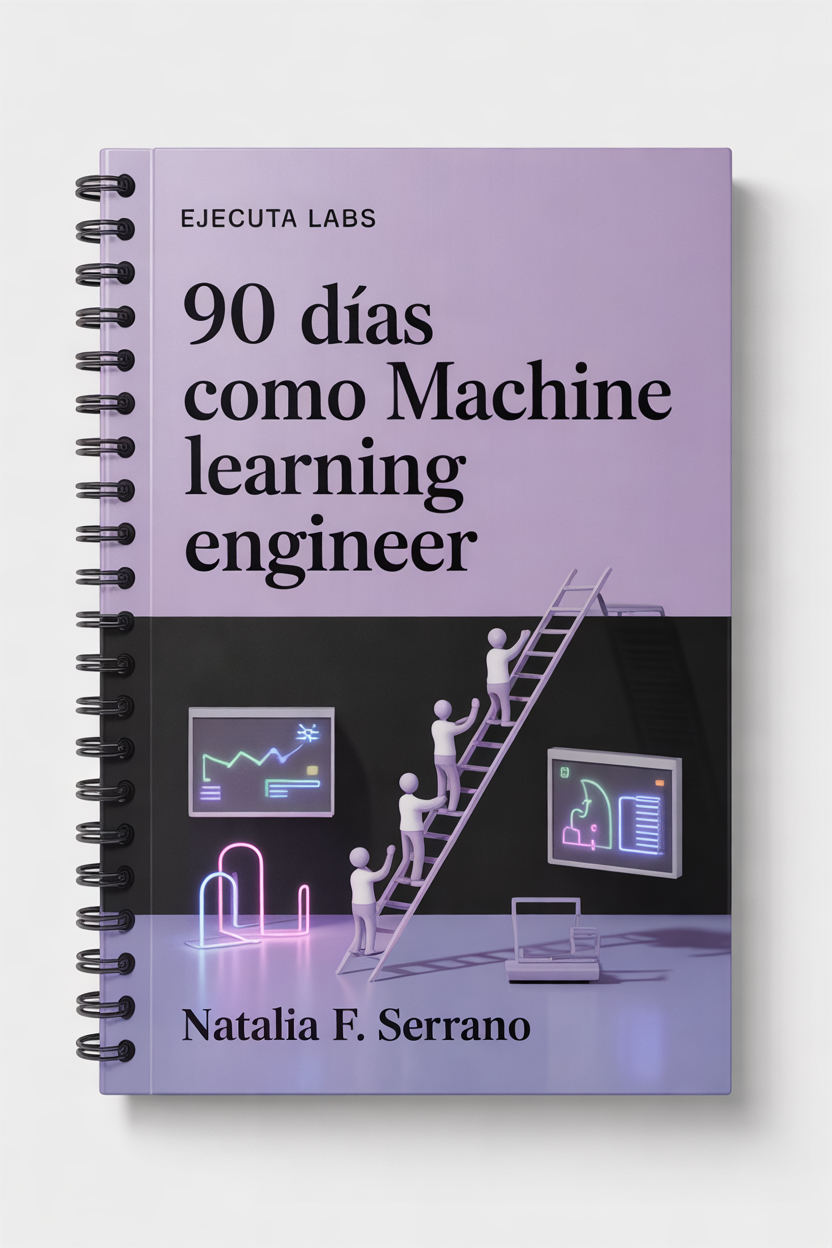 EJECUTA LABS
90 días
como Machine
learning
engineer
Natalia F. Serrano